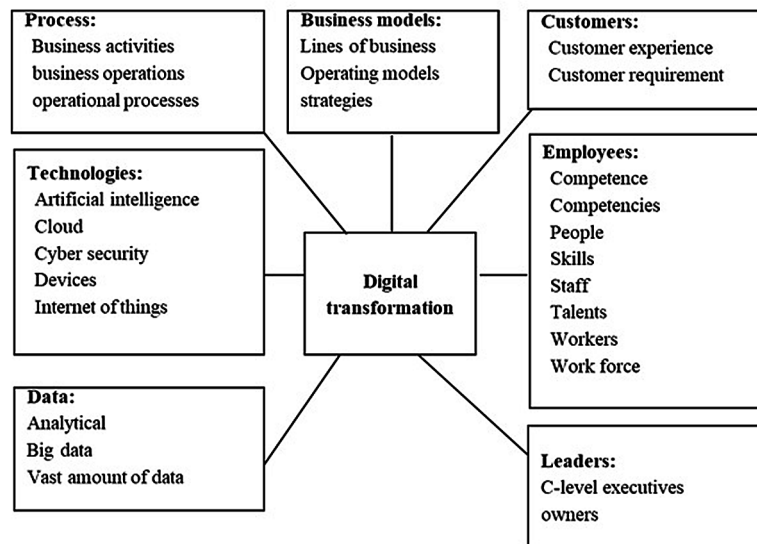 Process:
Business activities
business operations
operational processes
Business models:
Lines of business
Operating models
strategies
Customers:
Customer experience
Customer requirement
Technologies:
Artificial intelligence
Cloud
Cyber security
Devices
Internet of things
Digital
transformation
Employees:
Competence
Competencies
People
Skills
Staff
Talents
Workers
Work force
Data:
Analytical
Big data
Vast amount of data
Leaders:
C-level executives
owners